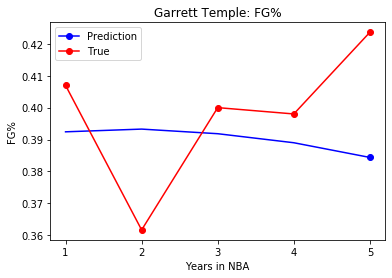 Garrett Temple: FG%
Prediction
True
0.42
0.41
0.40
0.39
0.38
0.37
0.36
FG%
1 2 3 4 5
Years in NBA